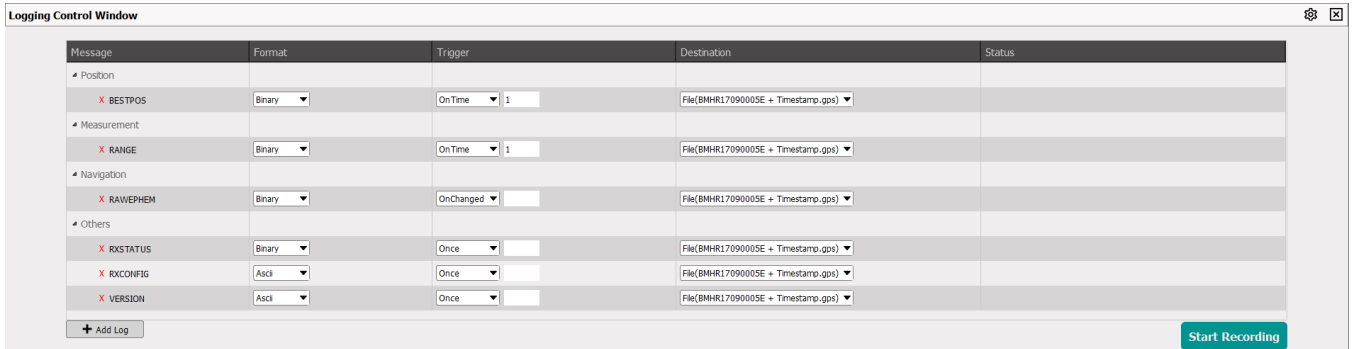 Logging Control Window
Message Format Trigger Destination Status
Position
X BESTPOS Binary OnTime 1 File(BMHR17090005E + Timestamp.gps)
Measurement
X RANGE Binary OnTime 1 File(BMHR17090005E + Timestamp.gps)
Navigation
X RAWEPHEM Binary OnChanged File(BMHR17090005E + Timestamp.gps)
Others
X RXSTATUS Binary Once File(BMHR17090005E + Timestamp.gps)
X RXCONFIG Ascii Once File(BMHR17090005E + Timestamp.gps)
X VERSION Ascii Once File(BMHR17090005E + Timestamp.gps)
+ Add Log
Start Recording